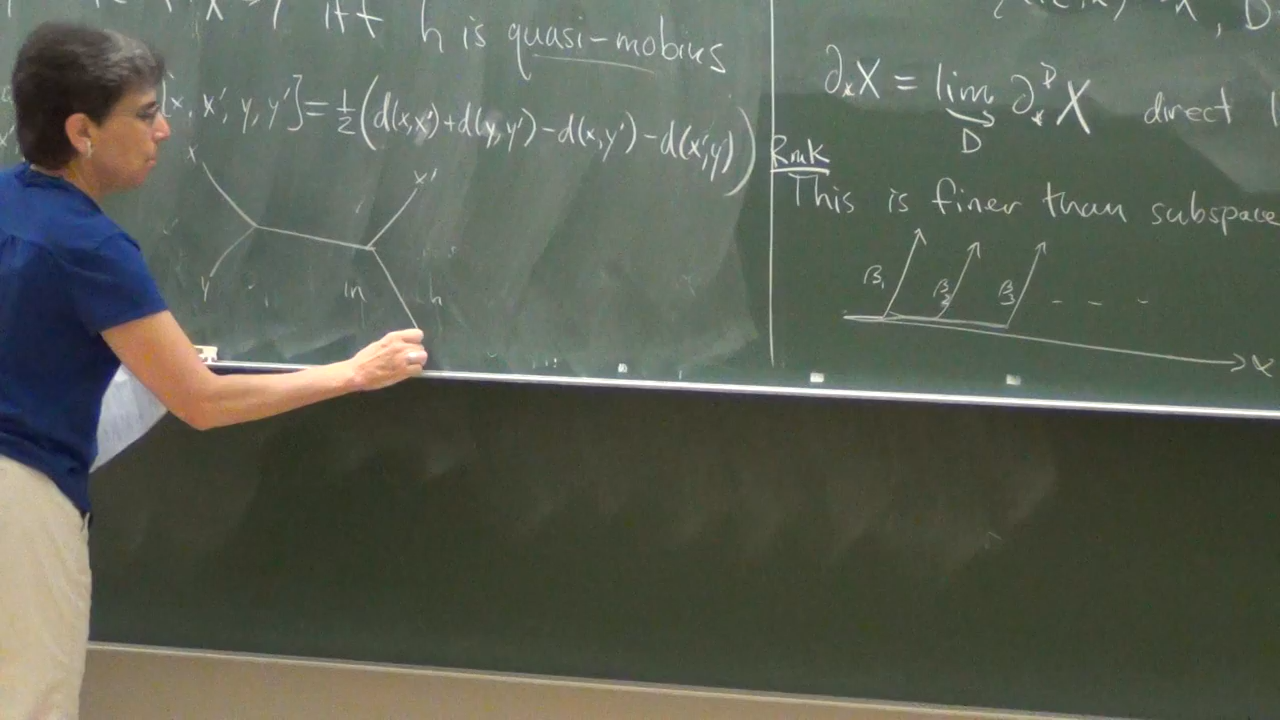 iff h is quasi-mobius
x, x', y, y'] = ½(d(x,x')+d(y,y')-d(x,y')-d(x',y))
x
x'
y
∂ₓX = lim ∂ₓᴰX direct
D
Rmk
This is finer than subspace
β₁ β₂ β₃ - - -
α